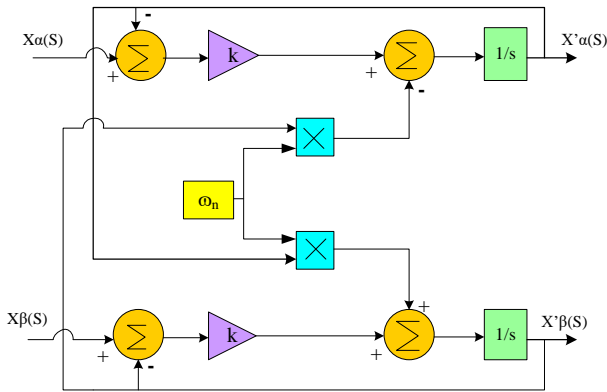 -
Xα(S) + Σ k + Σ - 1/s X'α(S)
×
ωn
×
+
Xβ(S) + Σ - k + Σ 1/s X'β(S)